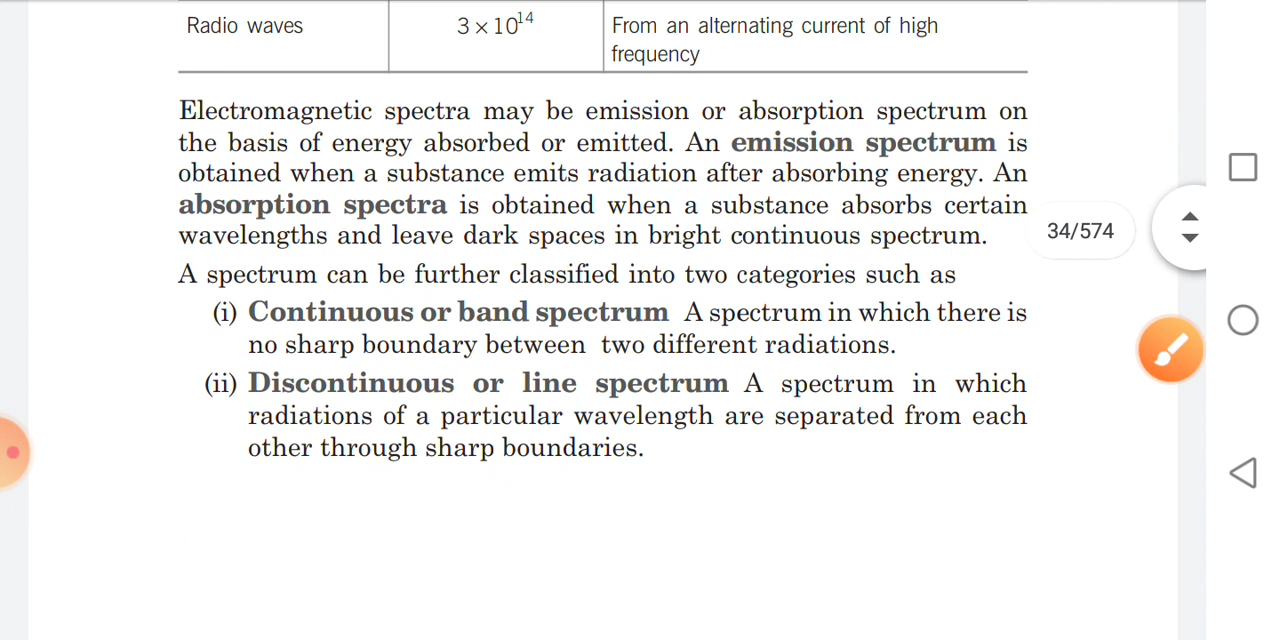 Radio waves 3 × 10¹⁴ From an alternating current of high
frequency
Electromagnetic spectra may be emission or absorption spectrum on
the basis of energy absorbed or emitted. An emission spectrum is
obtained when a substance emits radiation after absorbing energy. An
absorption spectra is obtained when a substance absorbs certain
wavelengths and leave dark spaces in bright continuous spectrum.
34/574
A spectrum can be further classified into two categories such as
(i) Continuous or band spectrum A spectrum in which there is
no sharp boundary between two different radiations.
(ii) Discontinuous or line spectrum A spectrum in which
radiations of a particular wavelength are separated from each
other through sharp boundaries.